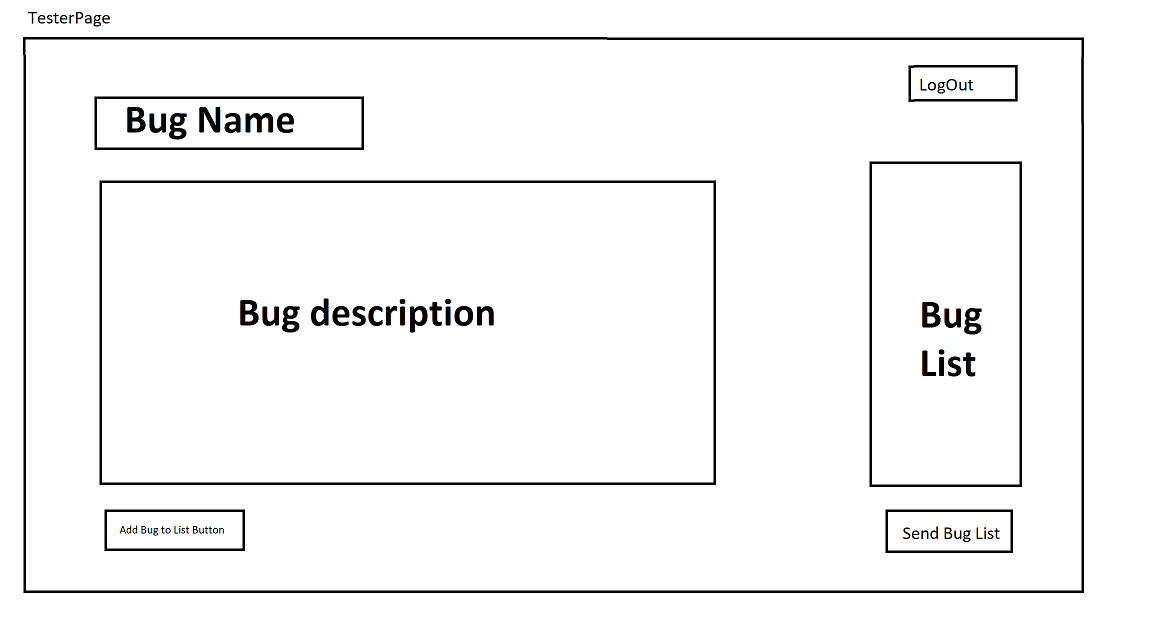 TesterPage
LogOut
Bug Name
Bug description
Bug
List
Add Bug to List Button
Send Bug List